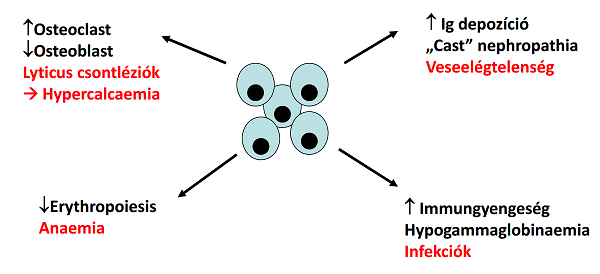 ↑Osteoclast
↓Osteoblast
Lyticus csontléziók
→ Hypercalcaemia
↑ Ig depozíció
„Cast” nephropathia
Veseelégtelenség
↓Erythropoiesis
Anaemia
↑ Immungyengeség
Hypogammaglobinaemia
Infekciók